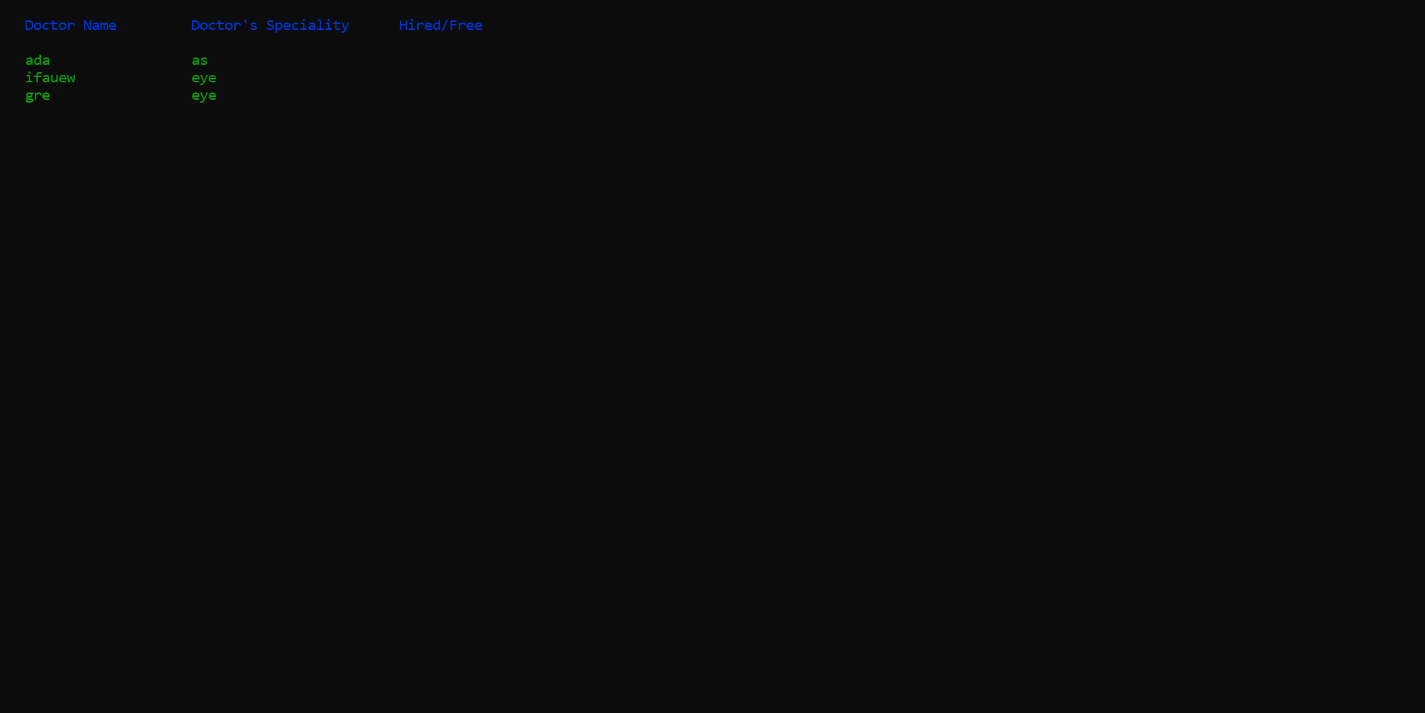 Doctor Name Doctor's Speciality Hired/Free
ada as
ifauew eye
gre eye